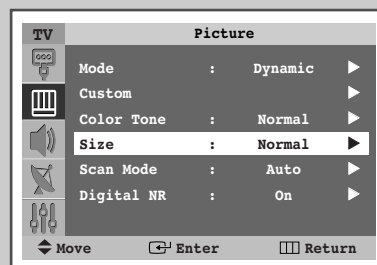 TV Picture
Mode : Dynamic
Custom
Color Tone : Normal
Size : Normal
Scan Mode : Auto
Digital NR : On
Move Enter Return